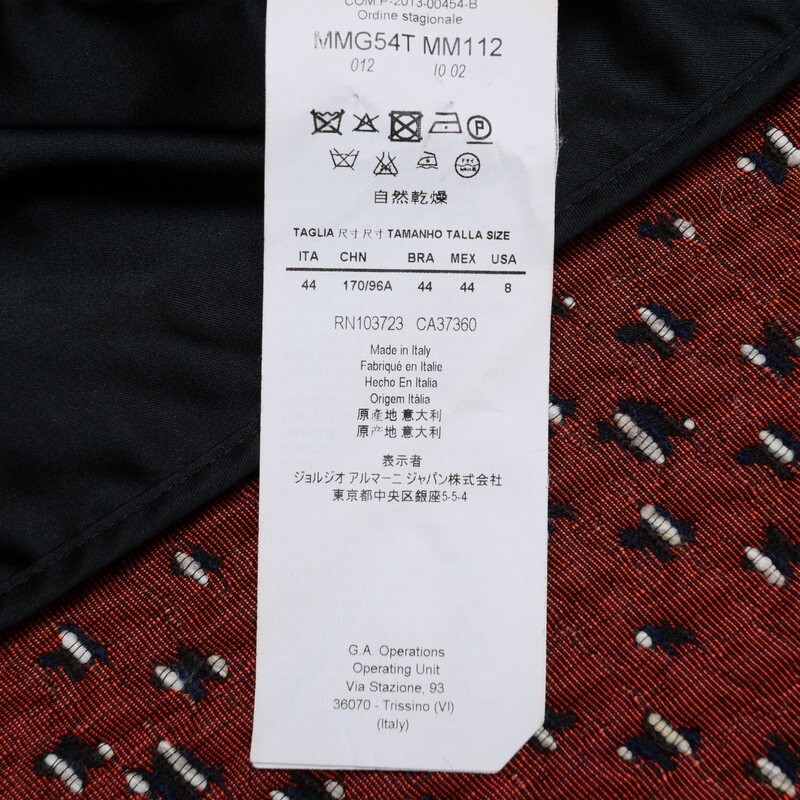 COM.P-2013-00454-B
Ordine stagionale
MMG54T MM112
012 IO 02
P
自然乾燥
TAGLIA 尺寸 尺寸 TAMANHO TALLA SIZE
ITA CHN BRA MEX USA
44 170/96A 44 44 8
RN103723 CA37360
Made in Italy
Fabriqué en Italie
Hecho En Italia
Origem Itália
原產地 意大利
原产地 意大利
表示者
ジョルジオ アルマーニ ジャパン株式会社
東京都中央区銀座5-5-4
G.A. Operations
Operating Unit
Via Stazione, 93
36070 - Trissino (VI)
(Italy)